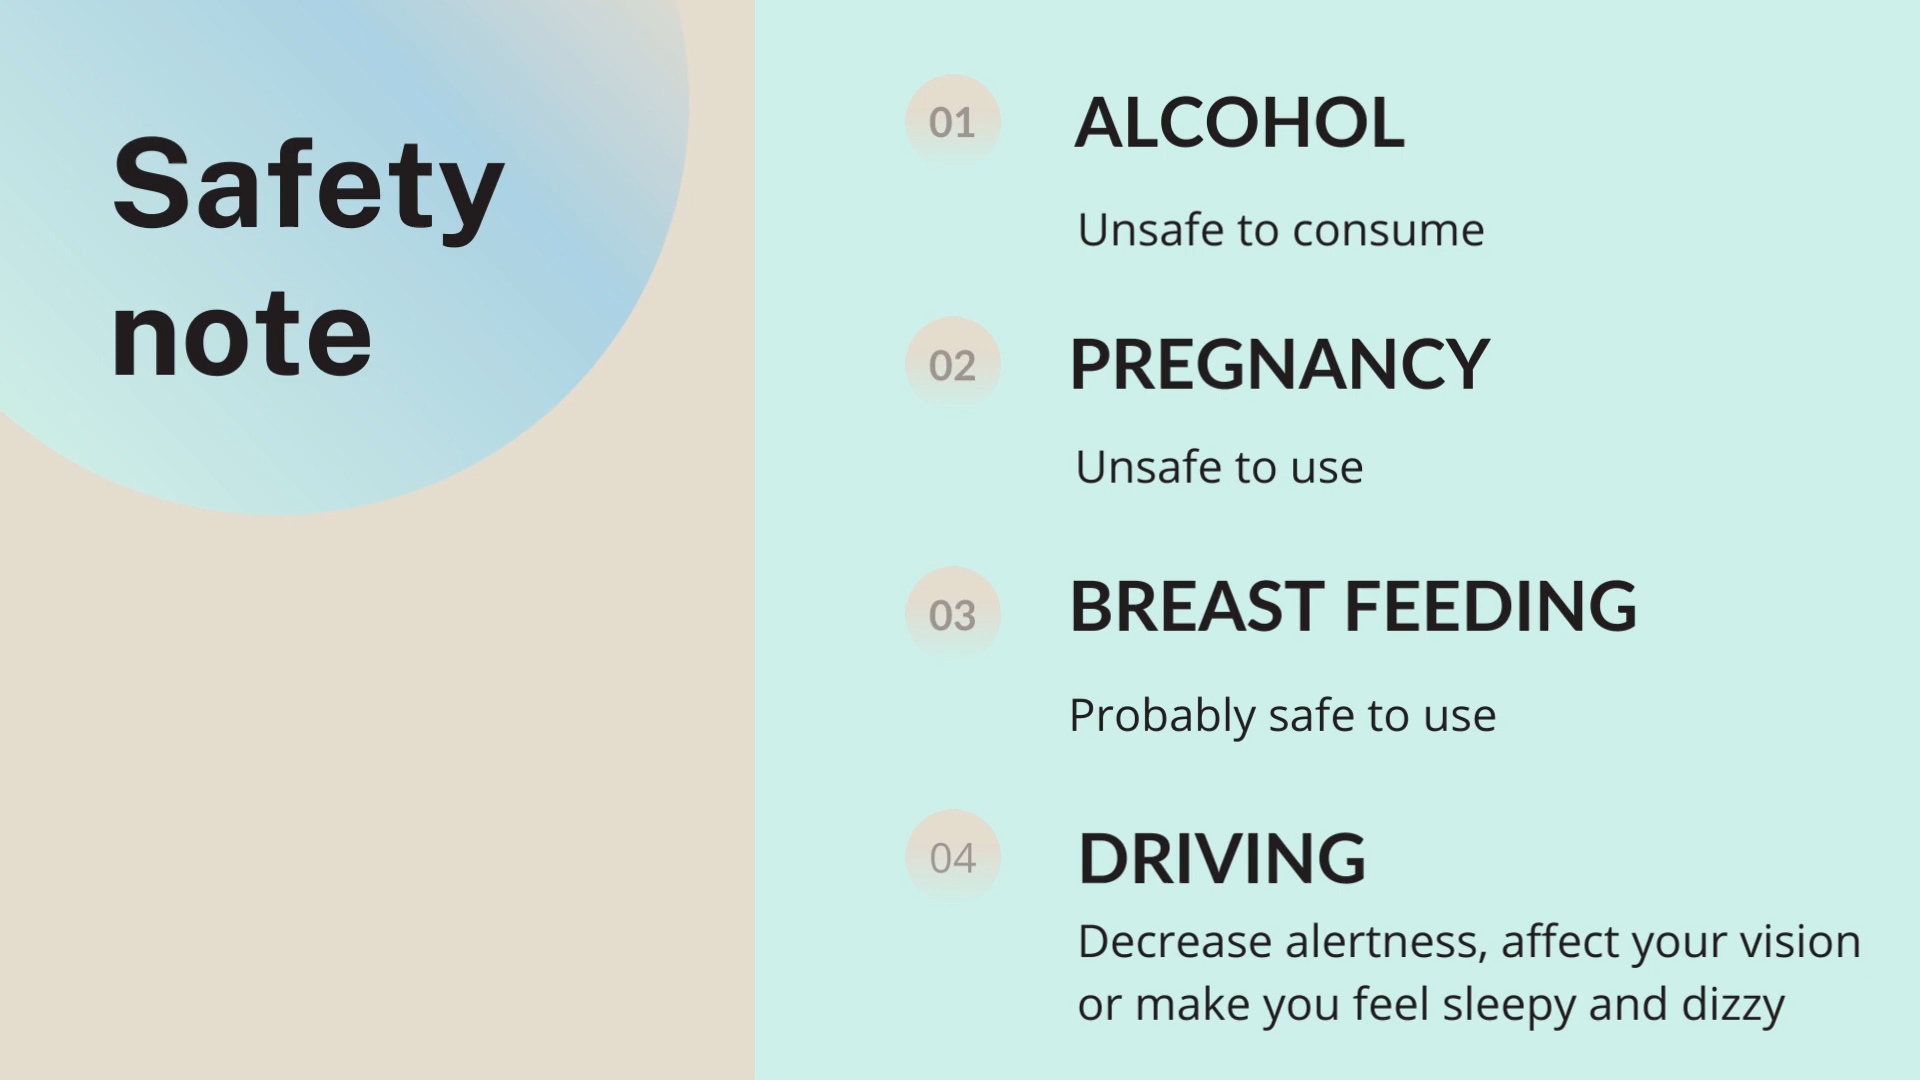 Safety
note
01
ALCOHOL
Unsafe to consume
02
PREGNANCY
Unsafe to use
03
BREAST FEEDING
Probably safe to use
04
DRIVING
Decrease alertness, affect your vision
or make you feel sleepy and dizzy